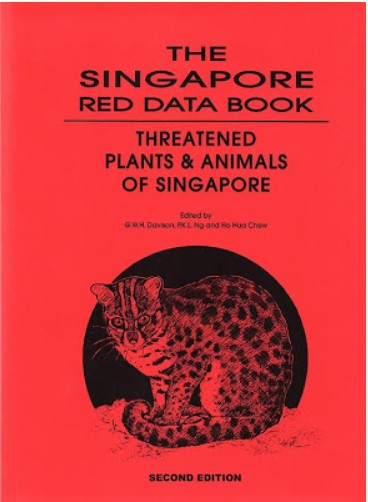 THE
SINGAPORE
RED DATA BOOK
THREATENED
PLANTS & ANIMALS
OF SINGAPORE
Edited by
G.W.H. Davison, P.K.L. Ng and Ho Hua Chew
SECOND EDITION